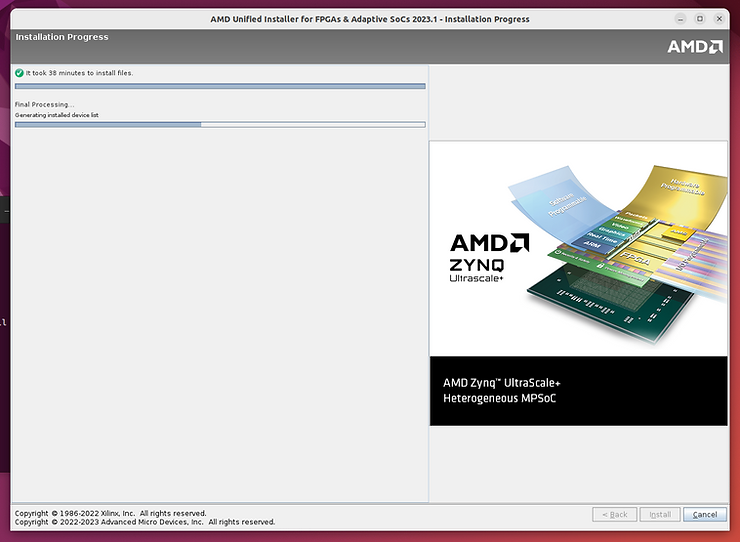 AMD Unified Installer for FPGAs & Adaptive SoCs 2023.1 - Installation Progress
Installation Progress
AMD
It took 38 minutes to install files.
Final Processing...
Generating installed device list
Software
Programmable
Hardware
Programmable
Video
Graphics
Real Time
ARM
FPGA
AMD
ZYNQ
UltraScale+
AMD Zynq™ UltraScale+
Heterogeneous MPSoC
Copyright © 1986-2022 Xilinx, Inc. All rights reserved.
Copyright © 2022-2023 Advanced Micro Devices, Inc. All rights reserved.
< Back
Install
Cancel